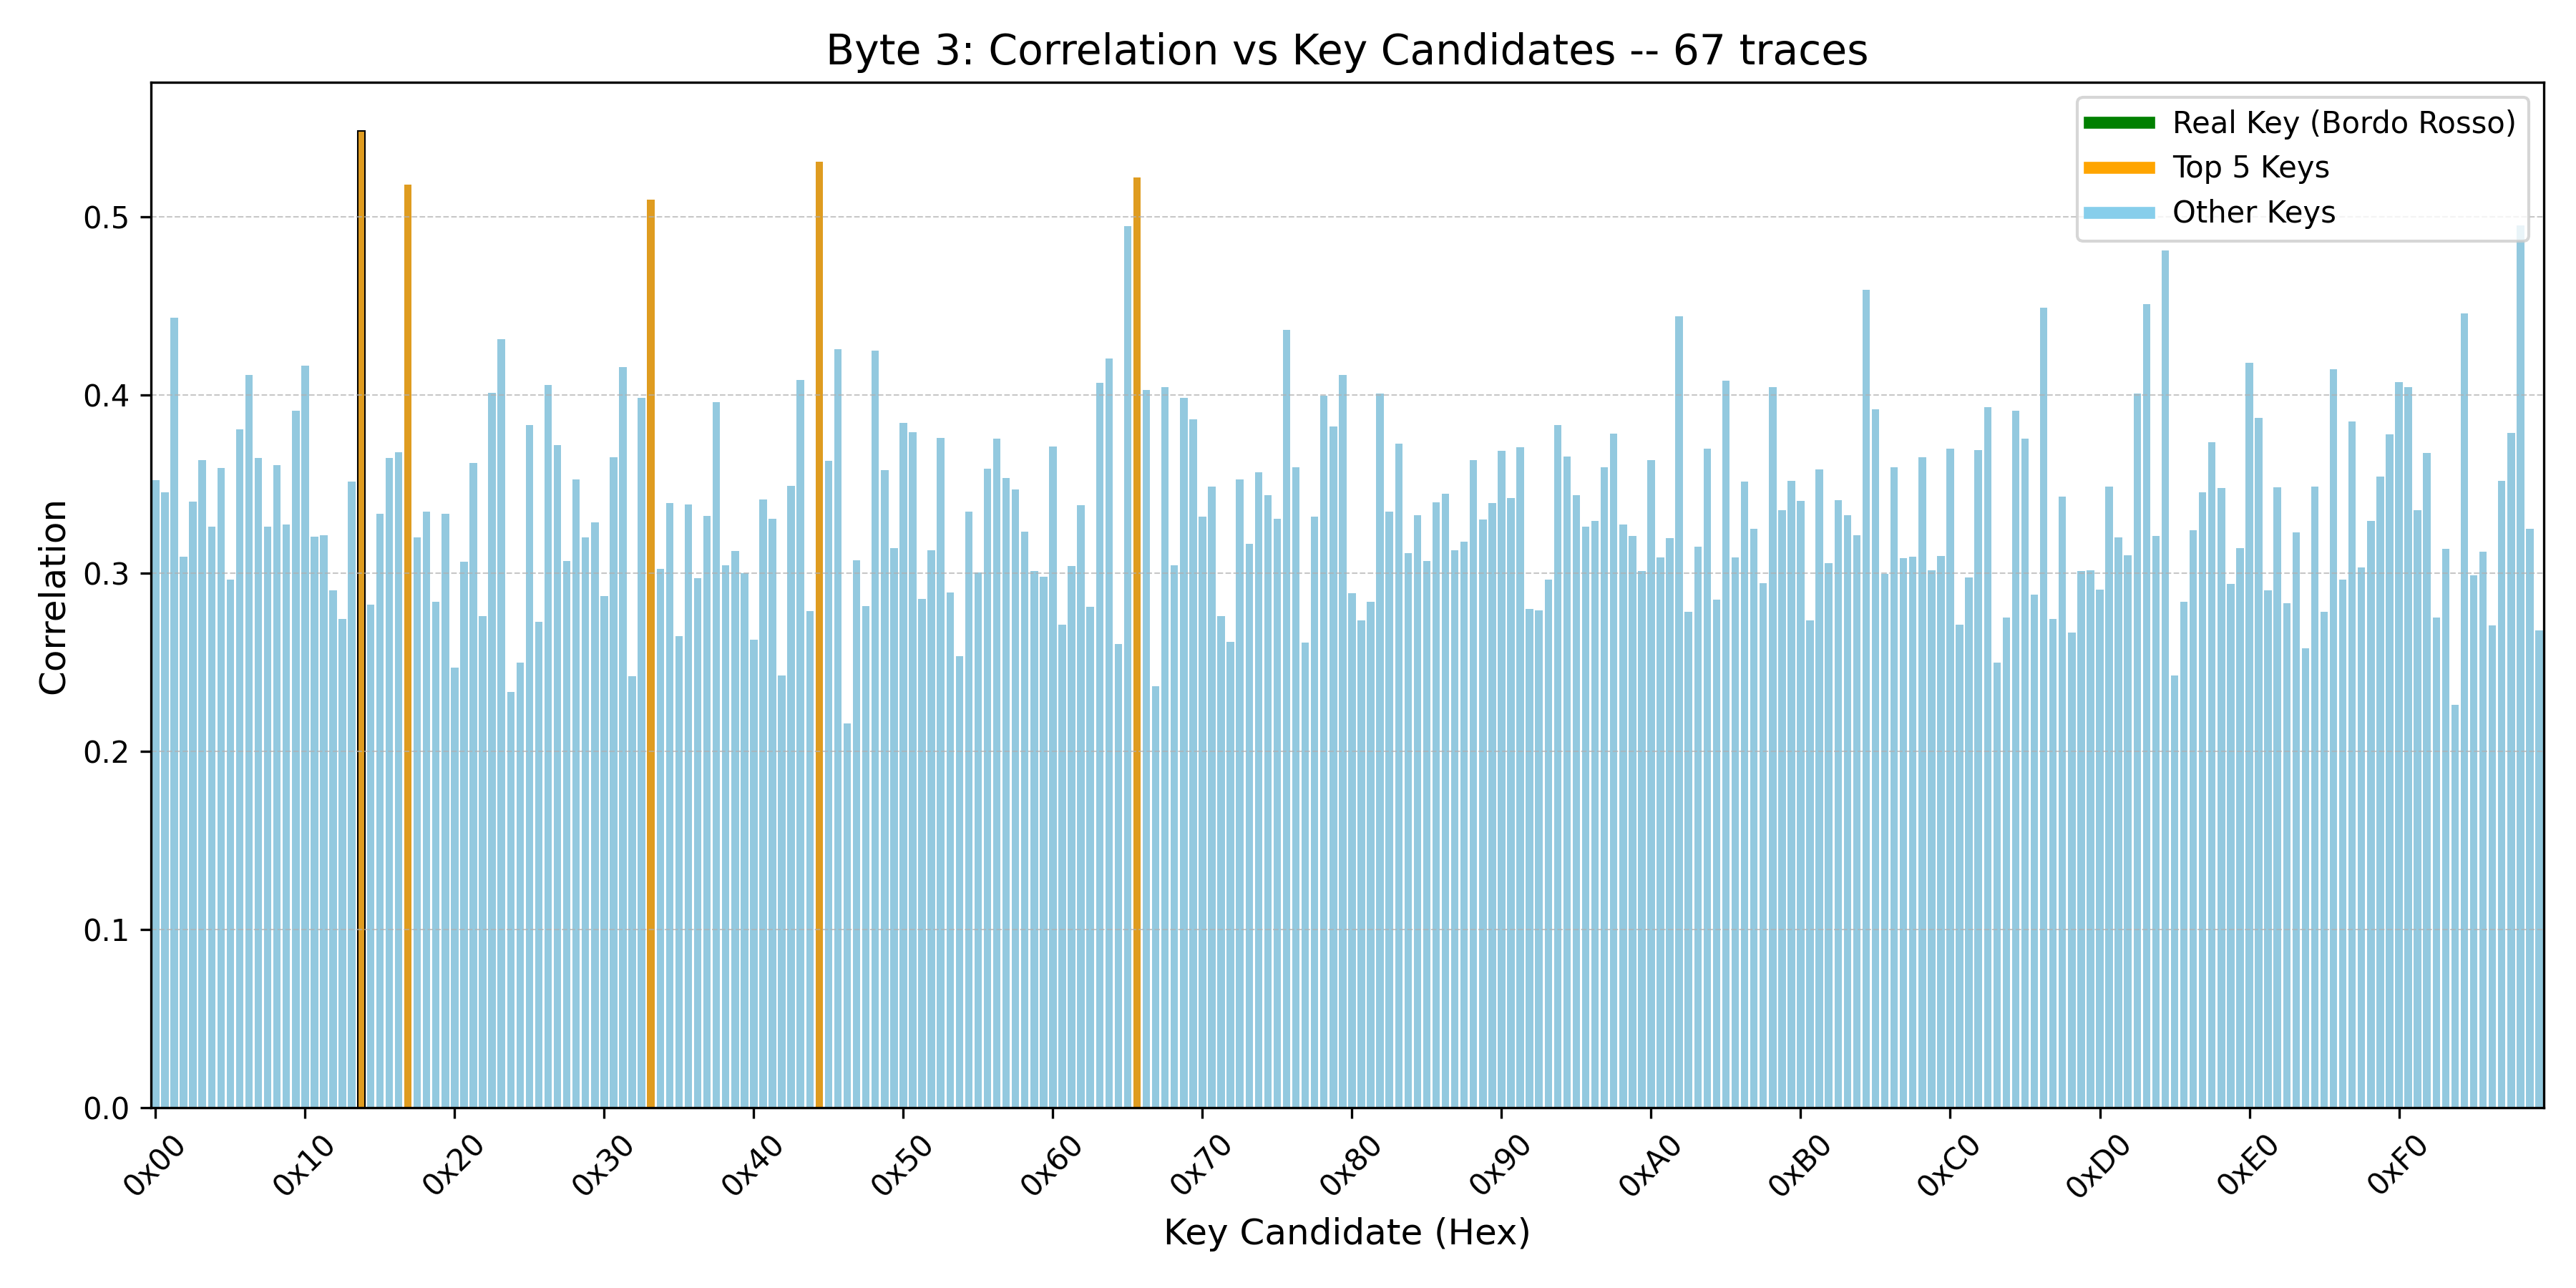 Byte 3: Correlation vs Key Candidates -- 67 traces
Real Key (Bordo Rosso)
Top 5 Keys
Other Keys
Correlation
0.5
0.4
0.3
0.2
0.1
0.0
0x00 0x10 0x20 0x30 0x40 0x50 0x60 0x70 0x80 0x90 0xA0 0xB0 0xC0 0xD0 0xE0 0xF0
Key Candidate (Hex)